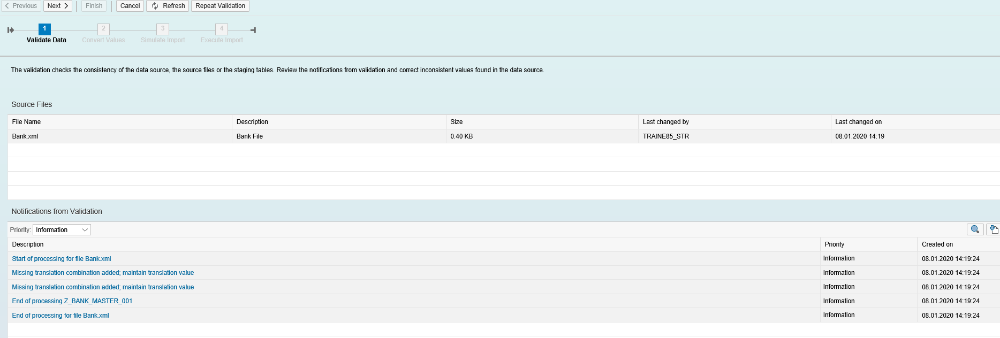 Previous Next Finish Cancel Refresh Repeat Validation
1 2 3 4
Validate Data Convert Values Simulate Import Execute Import
The validation checks the consistency of the data source, the source files or the staging tables. Review the notifications from validation and correct inconsistent values found in the data source.
Source Files
File Name Description Size Last changed by Last changed on
Bank.xml Bank File 0.40 KB TRAINE85_STR 08.01.2020 14:19
Notifications from Validation
Priority: Information
Description Priority Created on
Start of processing for file Bank.xml Information 08.01.2020 14:19:24
Missing translation combination added; maintain translation value Information 08.01.2020 14:19:24
Missing translation combination added; maintain translation value Information 08.01.2020 14:19:24
End of processing Z_BANK_MASTER_001 Information 08.01.2020 14:19:24
End of processing for file Bank.xml Information 08.01.2020 14:19:24